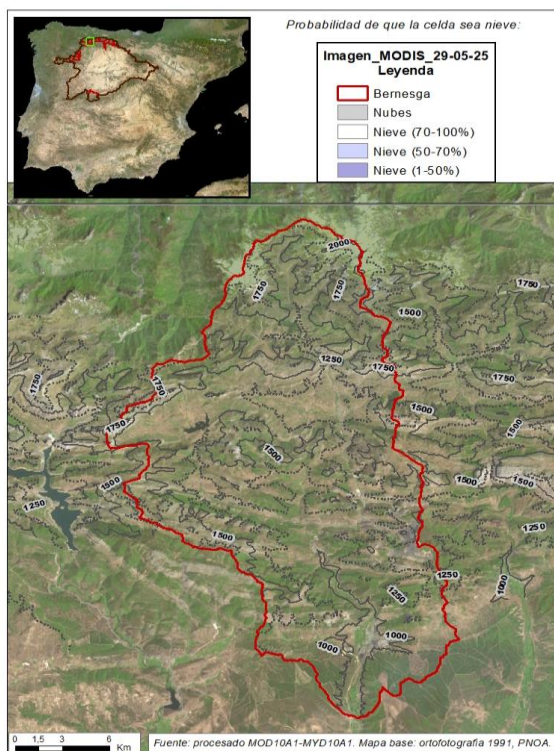 Probabilidad de que la celda sea nieve:
Imagen_MODIS_29-05-25
Leyenda
Bernesga
Nubes
Nieve (70-100%)
Nieve (50-70%)
Nieve (1-50%)
2000
1750
1750
1500
1750
1250
1750
1750
1750
1750
1500
1750
1500
1500
1500
1500
1500
1250
1500
1250
1250
1000
1250
1000
1000
0 1,5 3 6
Km
Fuente: procesado MOD10A1-MYD10A1. Mapa base: ortofotografia 1991, PNOA